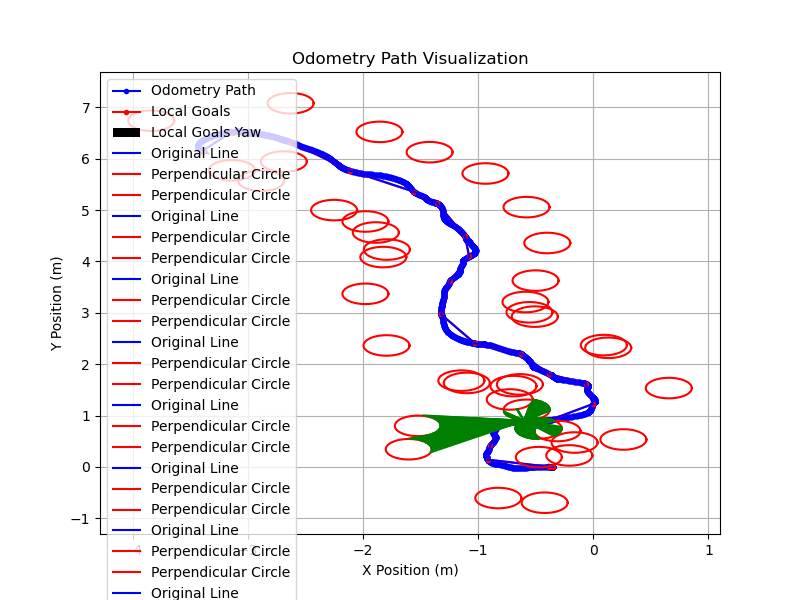 Odometry Path Visualization
Y Position (m)
7
6
5
4
3
2
1
0
−1
Odometry Path
Local Goals
Local Goals Yaw
Original Line
Perpendicular Circle
Perpendicular Circle
Original Line
Perpendicular Circle
Perpendicular Circle
Original Line
Perpendicular Circle
Perpendicular Circle
Original Line
Perpendicular Circle
Perpendicular Circle
Original Line
Perpendicular Circle
Perpendicular Circle
Original Line
Perpendicular Circle
Perpendicular Circle
Original Line
Perpendicular Circle
Perpendicular Circle
Original Line
−2
−1
0
1
X Position (m)